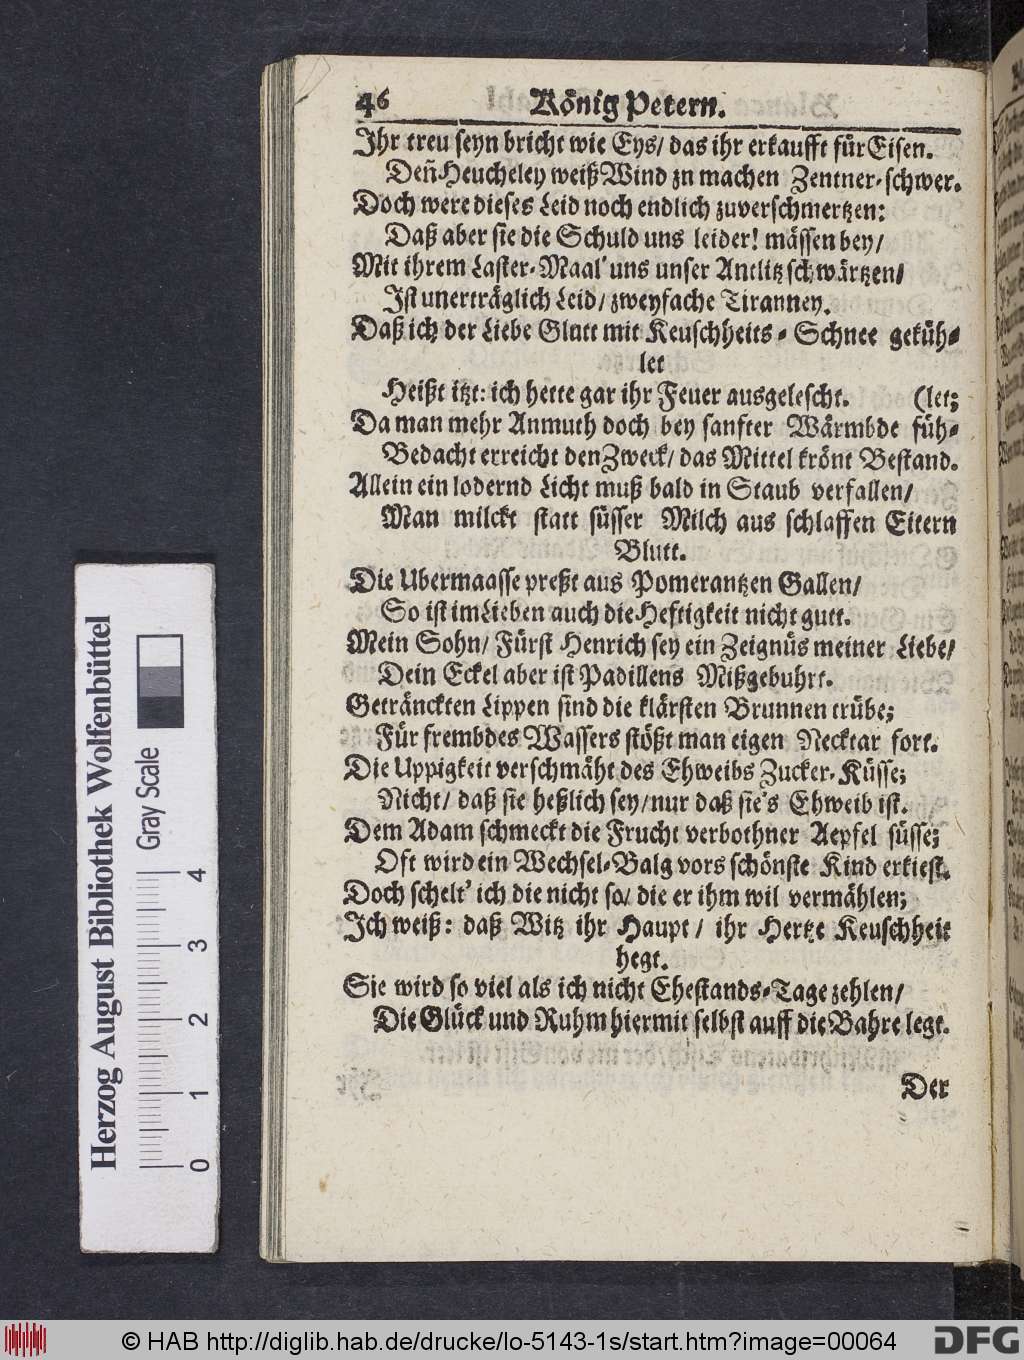 46 König Petern.
Ihr treu seyn bricht wie Eys/ das ihr erkaufft für Eisen.
Deñ Heucheley weiß Wind zn machen Zentner-schwer.
Doch were dieses Leid noch endlich zuverschmertzen:
Daß aber sie die Schuld uns leider! mässen bey/
Mit ihrem Laster-Maal' uns unser Antlitz schwärtzen/
Ist unerträglich Leid/ zweyfache Tiranney.
Daß ich der Liebe Glutt mit Keuschheits-Schnee geküh-
let
Heißt itzt: ich hette gar ihr Feuer ausgelescht. (let;
Da man mehr Anmuth doch bey sanfter Wärmbde füh-
Bedacht erreicht den Zweck/ das Mittel krönt Bestand.
Allein ein lodernd Licht muß bald in Staub verfallen/
Man milckt statt süsser Milch aus schlaffen Eitern
Blutt.
Die Ubermaasse preßt aus Pomerantzen Gallen/
So ist im Lieben auch die Heftigkeit nicht gutt.
Mein Sohn/ Fürst Henrich sey ein Zeignüs meiner Liebe/
Dein Eckel aber ist Padillens Mißgebuhrt.
Getränckten Lippen sind die klärsten Brunnen trübe;
Für frembdes Wassers stößt man eigen Necktar fort.
Die Uppigkeit verschmäht des Ehweibs Zucker-Küsse;
Nicht/ daß sie heßlich sey/ nur daß sie's Ehweib ist.
Dem Adam schmeckt die Frucht verbothner Aepfel süsse;
Oft wird ein Wechsel-Balg vors schönste Kind erkiest.
Doch schelt' ich die nicht so/ die er ihm wil vermählen;
Ich weiß: daß Witz ihr Haupt/ ihr Hertze Keuschheit
hegt.
Sie wird so viel als ich nicht Ehestands-Tage zehlen/
Die Glück und Ruhm hiermit selbst auff die Bahre legt.
Der
Herzog August Bibliothek Wolfenbüttel
Gray Scale
0 1 2 3 4
© HAB http://diglib.hab.de/drucke/lo-5143-1s/start.htm?image=00064
DFG